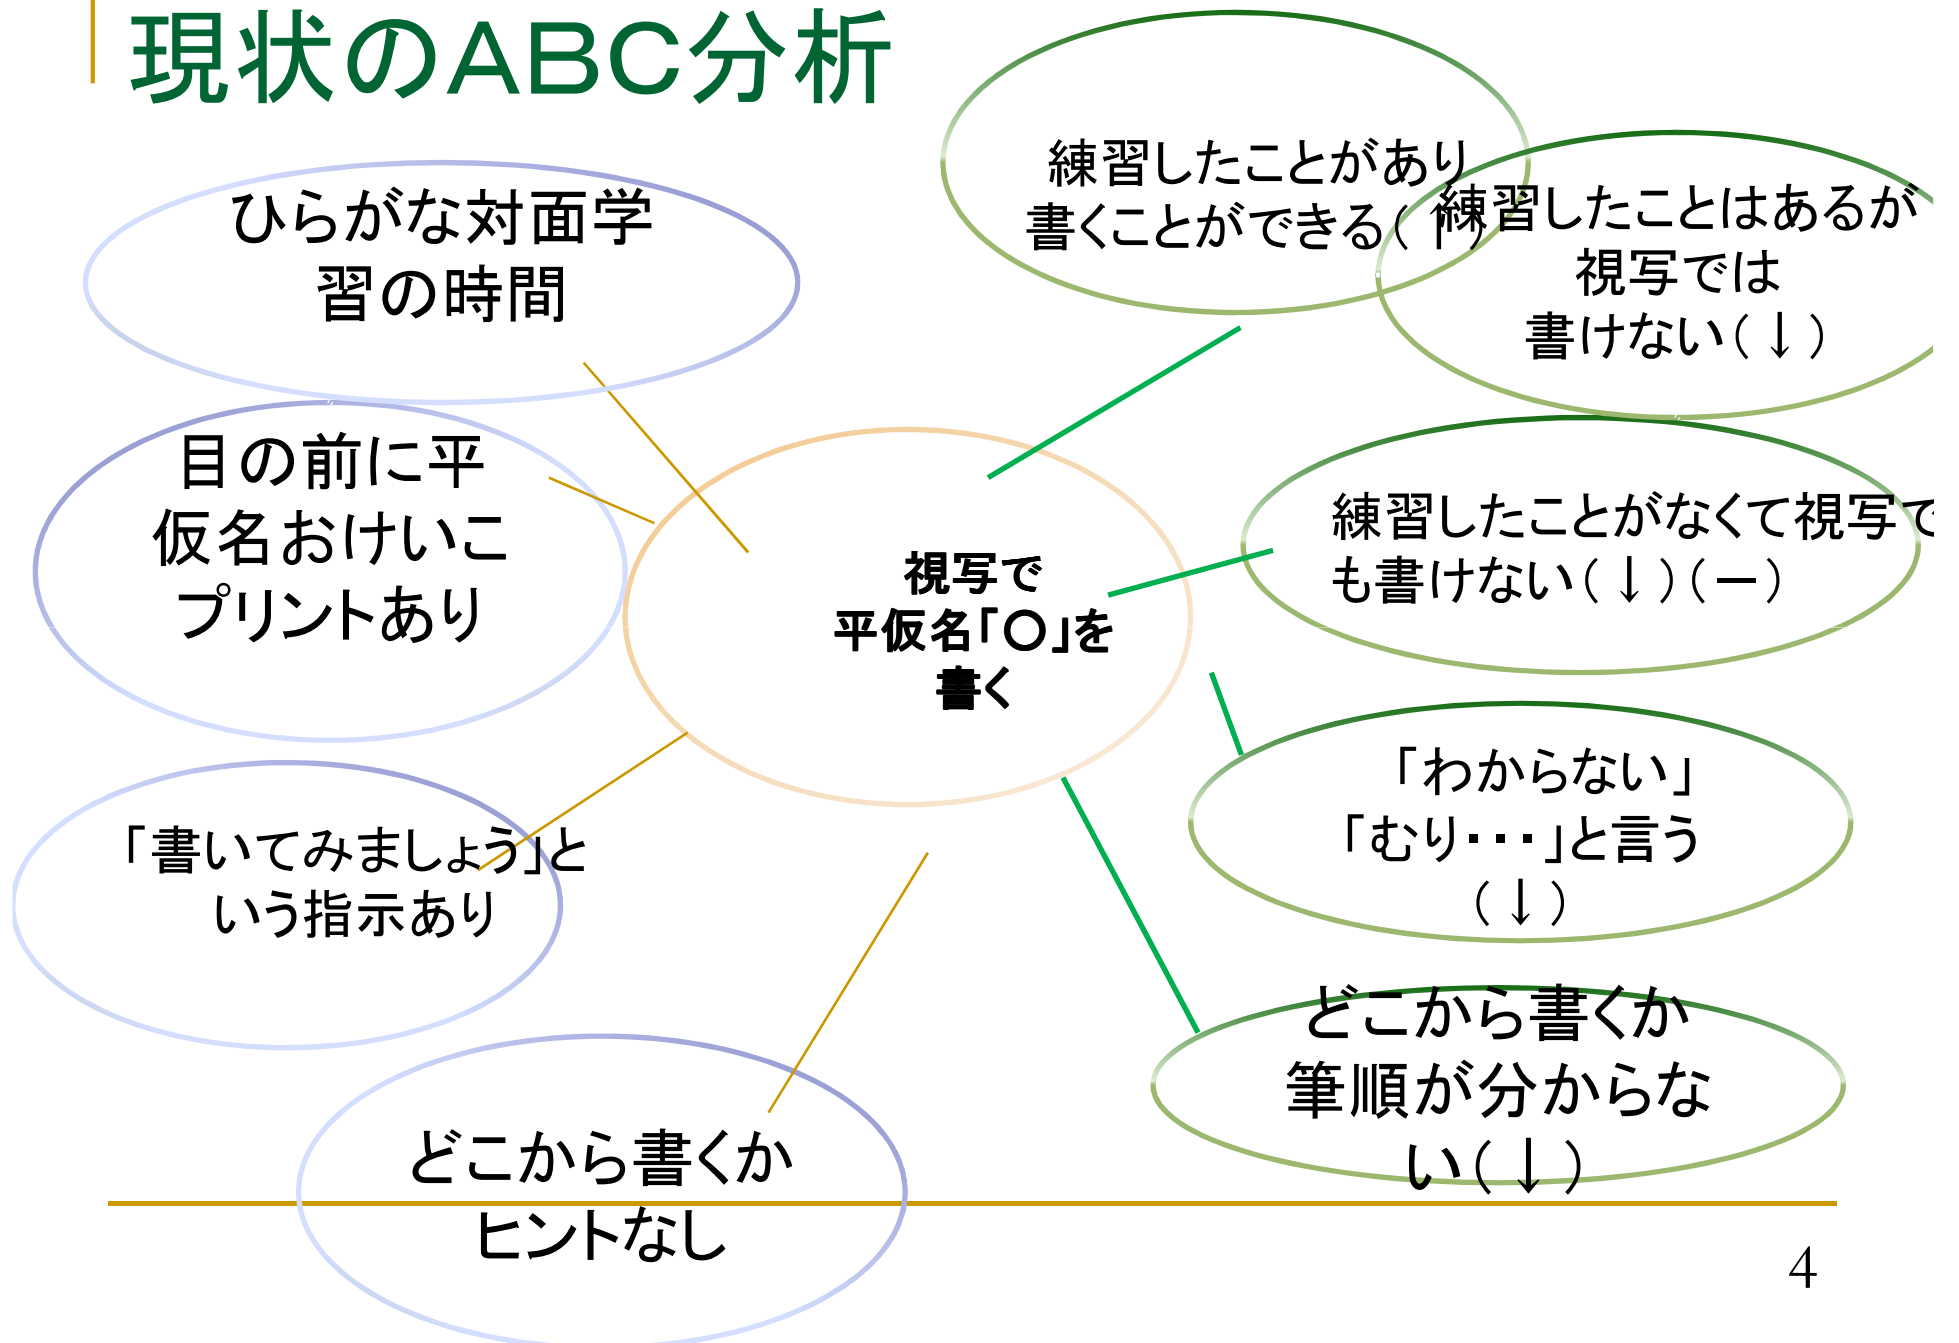 現状のABC分析
ひらがな対面学
習の時間
目の前に平
仮名おけいこ
プリントあり
「書いてみましょう」と
いう指示あり
どこから書くか
ヒントなし
視写で
平仮名「〇」を
書く
練習したことがあり
書くことができる(↑)
練習したことはあるが
視写では
書けない(↓)
練習したことがなくて視写で
も書けない(↓)(－)
「わからない」
「むり・・・」と言う
(↓)
どこから書くか
筆順が分からな
い(↓)
4